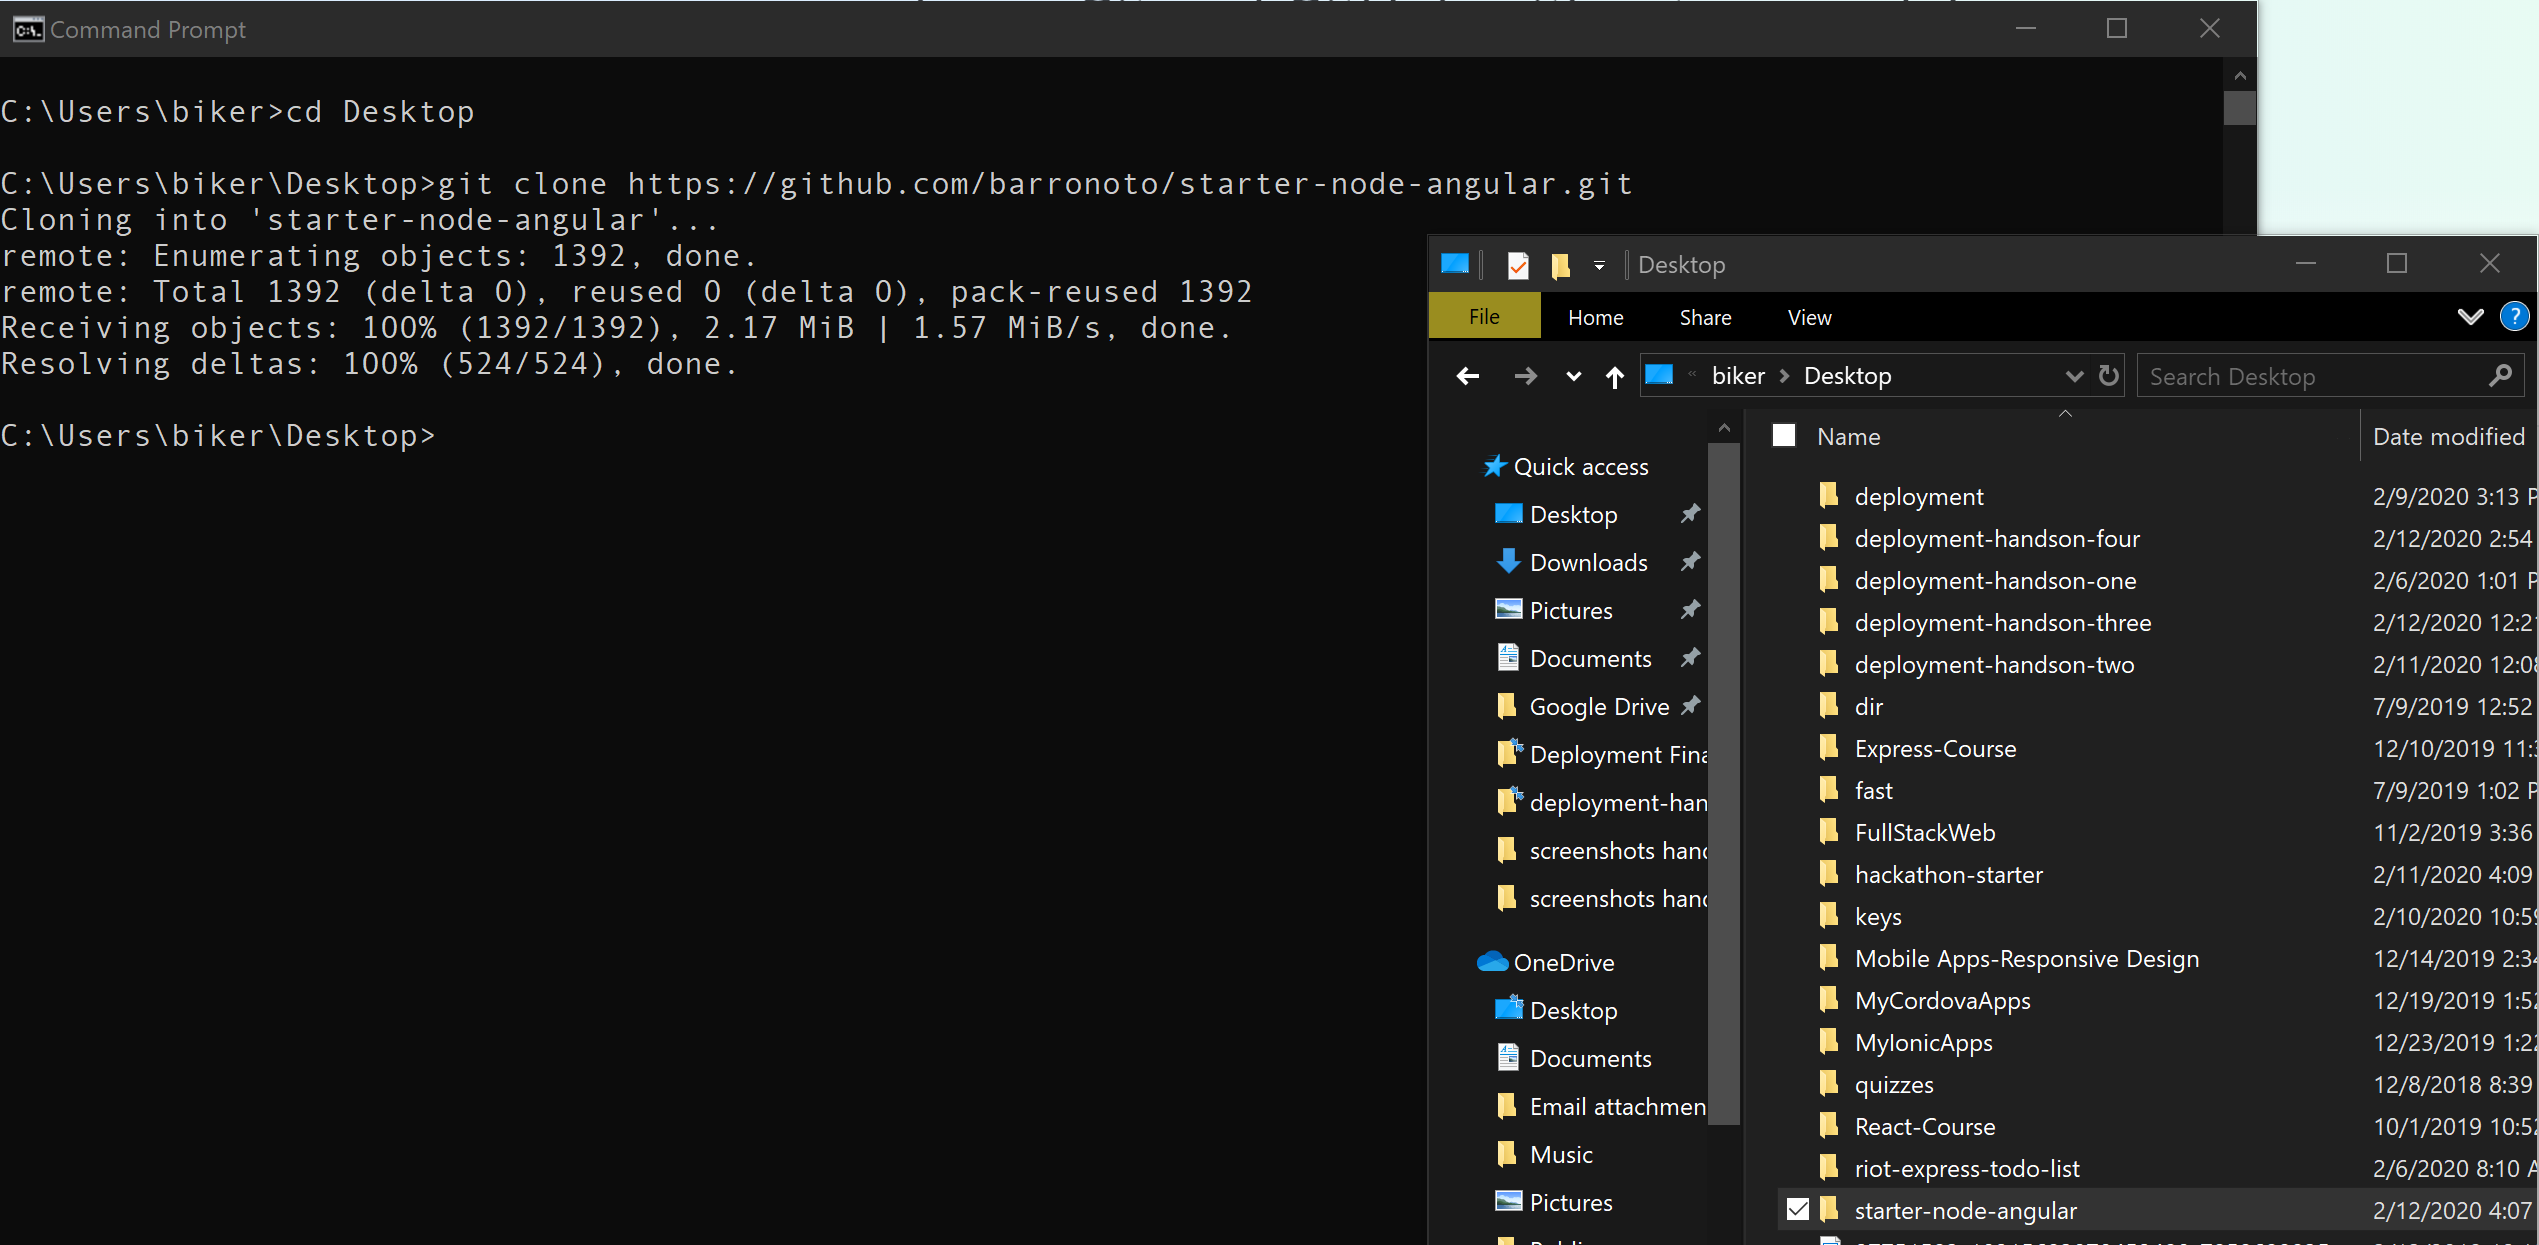 Command Prompt
C:\Users\biker>cd Desktop
C:\Users\biker\Desktop>git clone https://github.com/barronoto/starter-node-angular.git
Cloning into 'starter-node-angular'...
remote: Enumerating objects: 1392, done.
remote: Total 1392 (delta 0), reused 0 (delta 0), pack-reused 1392
Receiving objects: 100% (1392/1392), 2.17 MiB | 1.57 MiB/s, done.
Resolving deltas: 100% (524/524), done.
C:\Users\biker\Desktop>
Desktop
File Home Share View
biker > Desktop
Search Desktop
Quick access
Desktop
Downloads
Pictures
Documents
Google Drive
Deployment Fina
deployment-han
screenshots hand
screenshots hand
OneDrive
Desktop
Documents
Email attachmen
Music
Pictures
Name Date modified
deployment 2/9/2020 3:13 P
deployment-handson-four 2/12/2020 2:54
deployment-handson-one 2/6/2020 1:01 P
deployment-handson-three 2/12/2020 12:2
deployment-handson-two 2/11/2020 12:08
dir 7/9/2019 12:52
Express-Course 12/10/2019 11:
fast 7/9/2019 1:02 P
FullStackWeb 11/2/2019 3:36
hackathon-starter 2/11/2020 4:09
keys 2/10/2020 10:59
Mobile Apps-Responsive Design 12/14/2019 2:34
MyCordovaApps 12/19/2019 1:52
MyIonicApps 12/23/2019 1:22
quizzes 12/8/2018 8:39
React-Course 10/1/2019 10:52
riot-express-todo-list 2/6/2020 8:10 A
starter-node-angular 2/12/2020 4:07